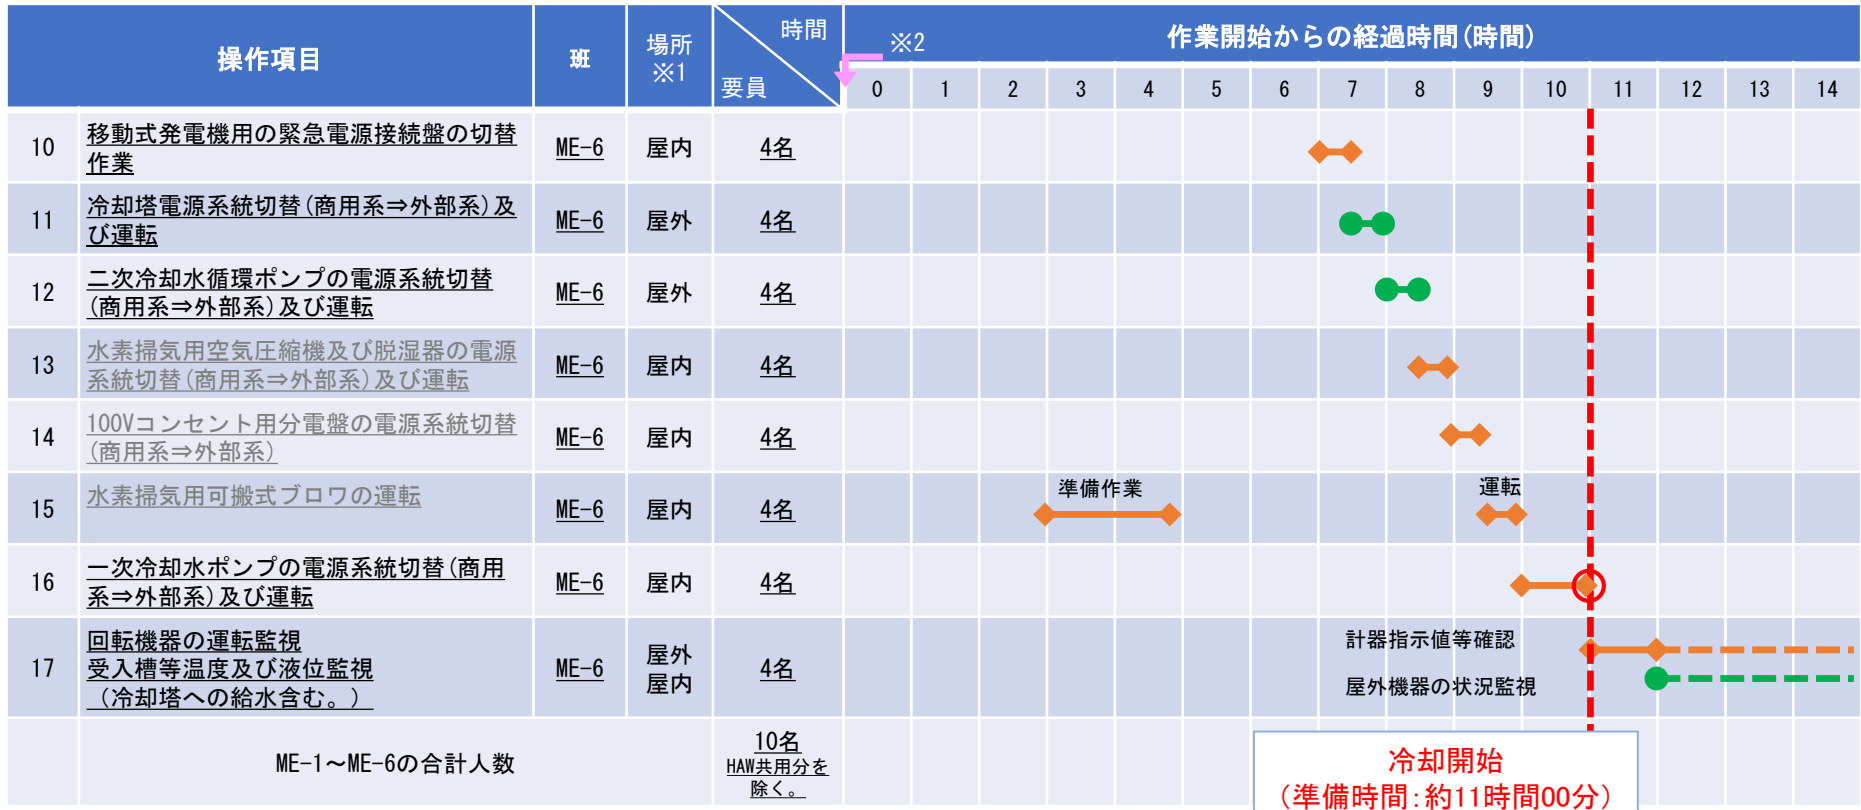 操作項目
班
場所
※1
時間
要員
※2
作業開始からの経過時間(時間)
0 1 2 3 4 5 6 7 8 9 10 11 12 13 14
10 移動式発電機用の緊急電源接続盤の切替
作業
ME-6 屋内 4名
11 冷却塔電源系統切替(商用系⇒外部系)及
び運転
ME-6 屋外 4名
12 二次冷却水循環ポンプの電源系統切替
(商用系⇒外部系)及び運転
ME-6 屋外 4名
13 水素掃気用空気圧縮機及び脱湿器の電源
系統切替(商用系⇒外部系)及び運転
ME-6 屋内 4名
14 100Vコンセント用分電盤の電源系統切替
(商用系⇒外部系)
ME-6 屋内 4名
15 水素掃気用可搬式ブロワの運転
ME-6 屋内 4名
準備作業
運転
16 一次冷却水ポンプの電源系統切替(商用
系⇒外部系)及び運転
ME-6 屋内 4名
17 回転機器の運転監視
受入槽等温度及び液位監視
(冷却塔への給水含む。)
ME-6 屋外
屋内
4名
計器指示値等確認
屋外機器の状況監視
ME-1～ME-6の合計人数
10名
HAW共用分を
除く。
冷却開始
(準備時間:約11時間00分)